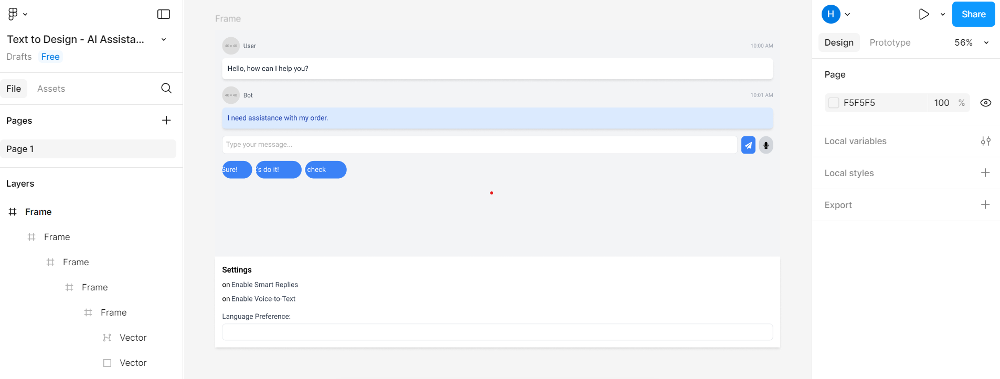 Text to Design - AI Assista...
Drafts Free
File Assets
Pages
Page 1
Layers
Frame
Frame
Frame
Frame
Frame
Vector
Vector
Frame
40 × 40 User 10:00 AM
Hello, how can I help you?
40 × 40 Bot 10:01 AM
I need assistance with my order.
Type your message...
Sure! 's do it! check
Settings
on Enable Smart Replies
on Enable Voice-to-Text
Language Preference:
H Share
Design Prototype 56%
Page
F5F5F5 100 %
Local variables
Local styles
Export